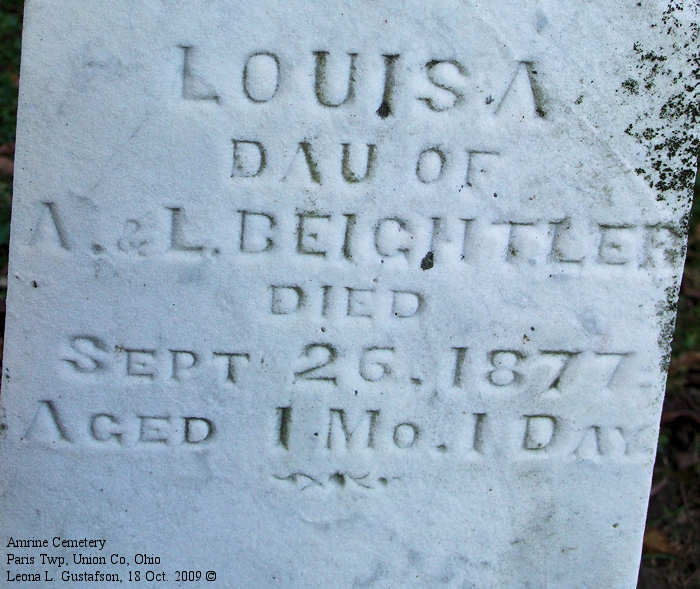 LOUISA
DAU OF
A. & L. BEIGHTLER
DIED
SEPT 26. 1877.
AGED 1 MO. 1 DAY
Amrine Cemetery
Paris Twp, Union Co, Ohio
Leona L. Gustafson, 18 Oct. 2009 ©